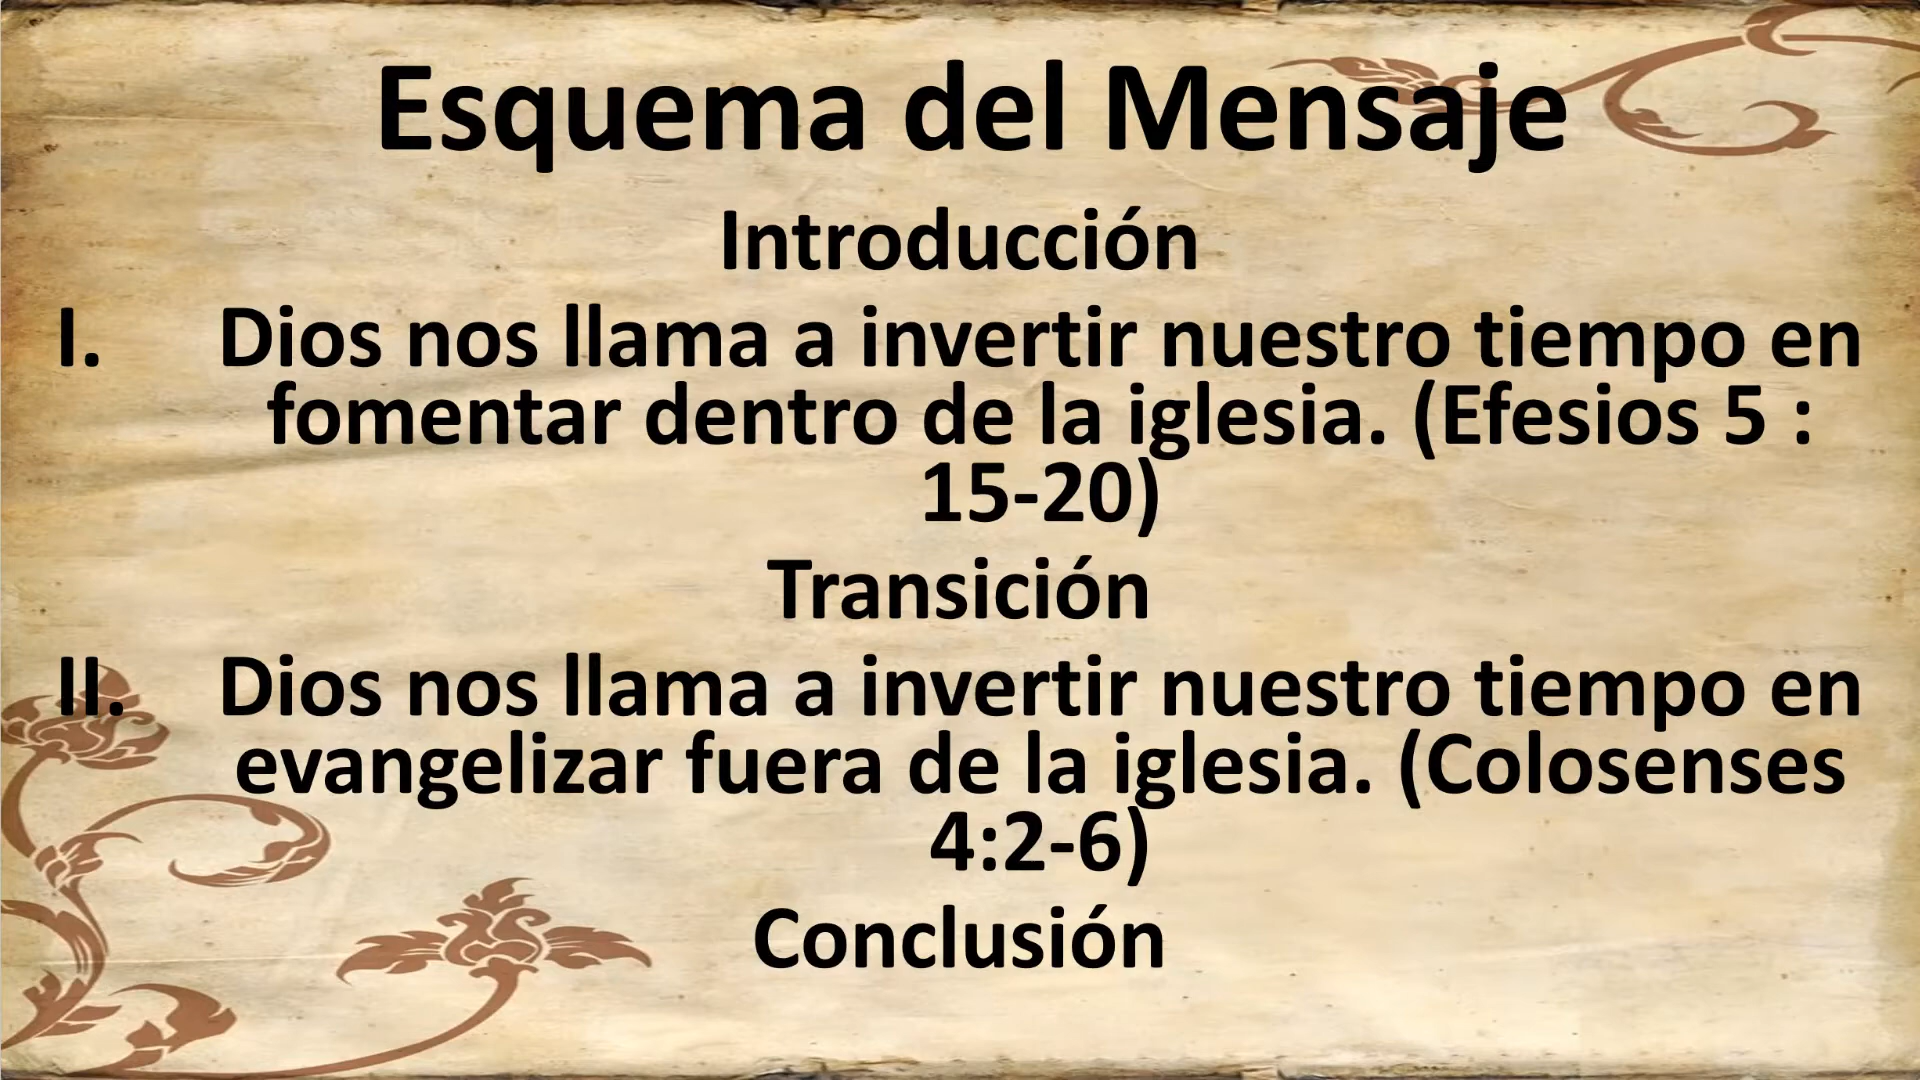 Esquema del Mensaje
Introducción
I. Dios nos llama a invertir nuestro tiempo en
fomentar dentro de la iglesia. (Efesios 5 :
15-20)
Transición
II. Dios nos llama a invertir nuestro tiempo en
evangelizar fuera de la iglesia. (Colosenses
4:2-6)
Conclusión